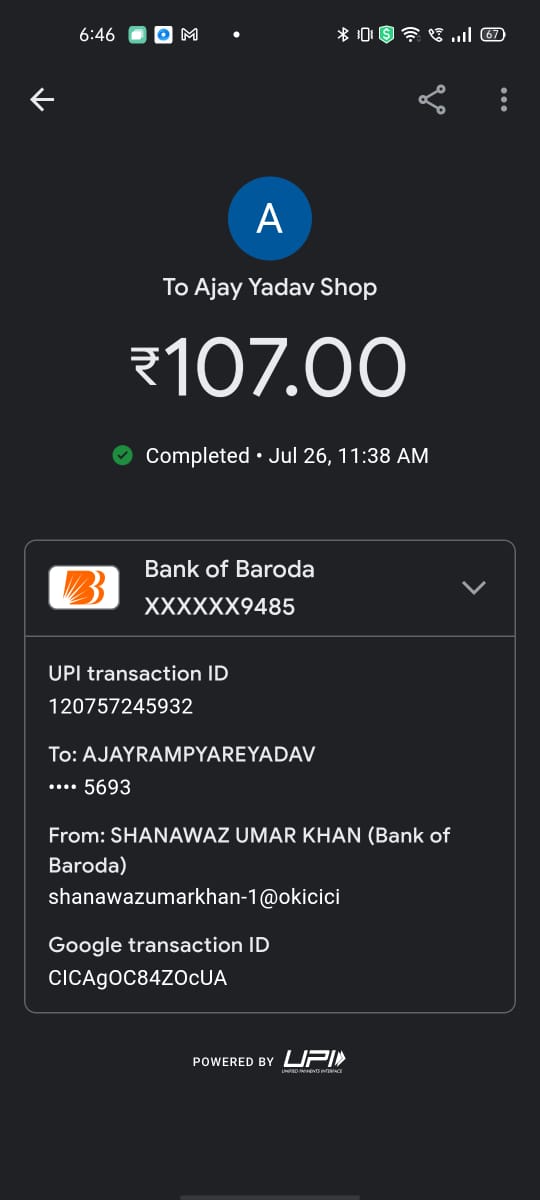 6:46
67
A
To Ajay Yadav Shop
₹107.00
Completed • Jul 26, 11:38 AM
Bank of Baroda
XXXXXX9485
UPI transaction ID
120757245932
To: AJAYRAMPYAREYADAV
•••• 5693
From: SHANAWAZ UMAR KHAN (Bank of
Baroda)
shanawazumarkhan-1@okicici
Google transaction ID
CICAgOC84ZOcUA
POWERED BY UPI
UNIFIED PAYMENTS INTERFACE